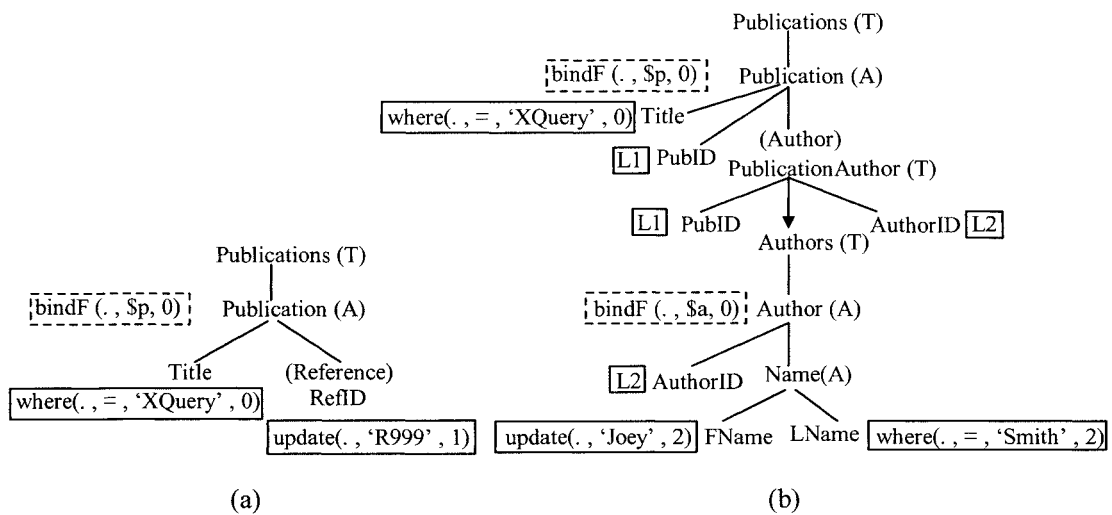 Publications (T)
bindF (. , $p, 0) Publication (A)
where(. , = , ‘XQuery’ , 0) Title
(Author)
L1 PubID
PublicationAuthor (T)
L1 PubID AuthorID L2
Authors (T)
bindF (. , $a, 0) Author (A)
L2 AuthorID Name(A)
update(. , ‘Joey’ , 2) FName LName where(. , = , ‘Smith’ , 2)
(b)
Publications (T)
bindF (. , $p, 0) Publication (A)
Title (Reference)
where(. , = , ‘XQuery’ , 0) RefID
update(. , ‘R999’ , 1)
(a)